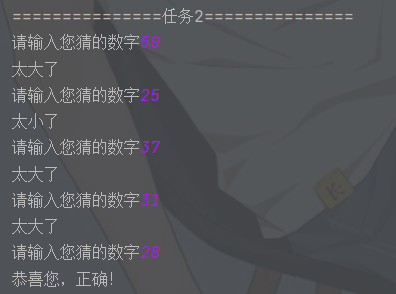 ===============任务2===============
请输入您猜的数字50
太大了
请输入您猜的数字25
太小了
请输入您猜的数字37
太大了
请输入您猜的数字31
太大了
请输入您猜的数字28
恭喜您，正确!